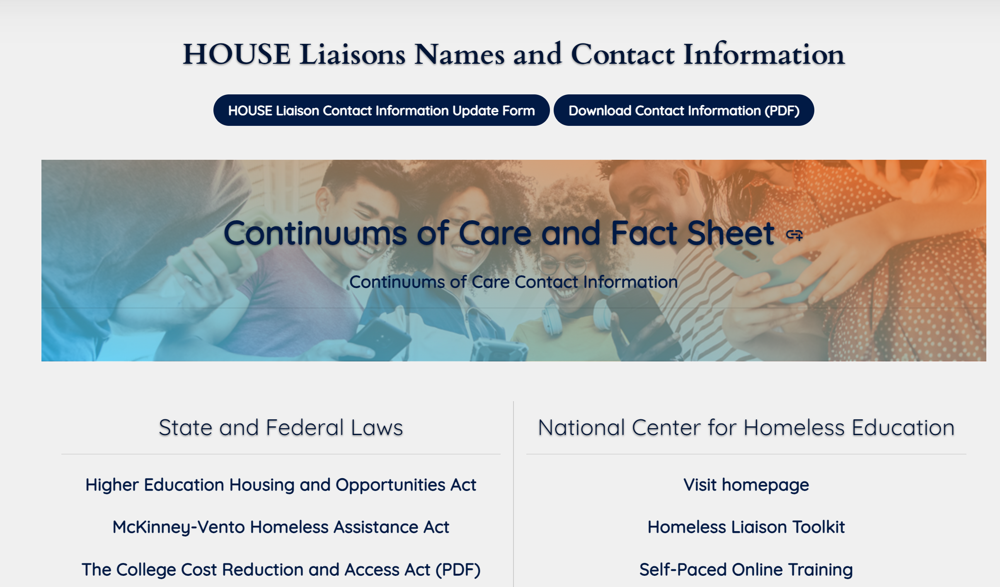 HOUSE Liaisons Names and Contact Information
HOUSE Liaison Contact Information Update Form
Download Contact Information (PDF)
Continuums of Care and Fact Sheet
Continuums of Care Contact Information
State and Federal Laws
Higher Education Housing and Opportunities Act
McKinney-Vento Homeless Assistance Act
The College Cost Reduction and Access Act (PDF)
National Center for Homeless Education
Visit homepage
Homeless Liaison Toolkit
Self-Paced Online Training